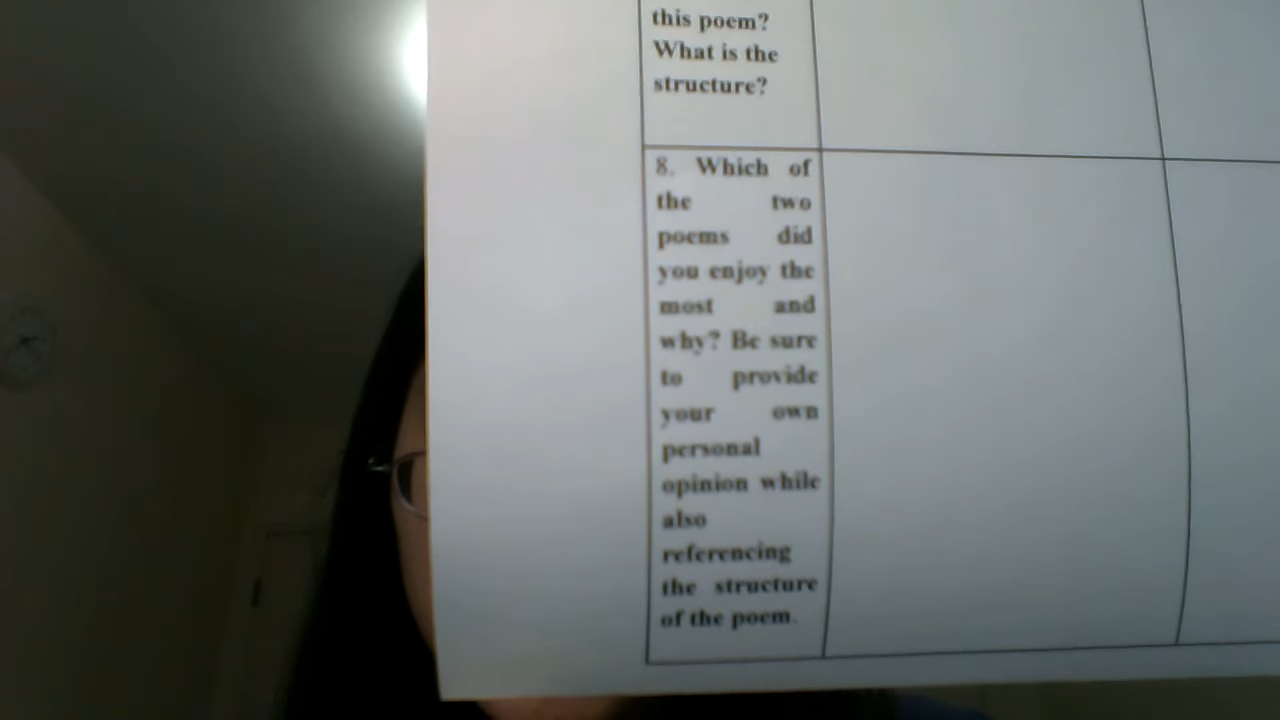 this poem?
What is the
structure?
8. Which of
the two
poems did
you enjoy the
most and
why? Be sure
to provide
your own
personal
opinion while
also
referencing
the structure
of the poem.